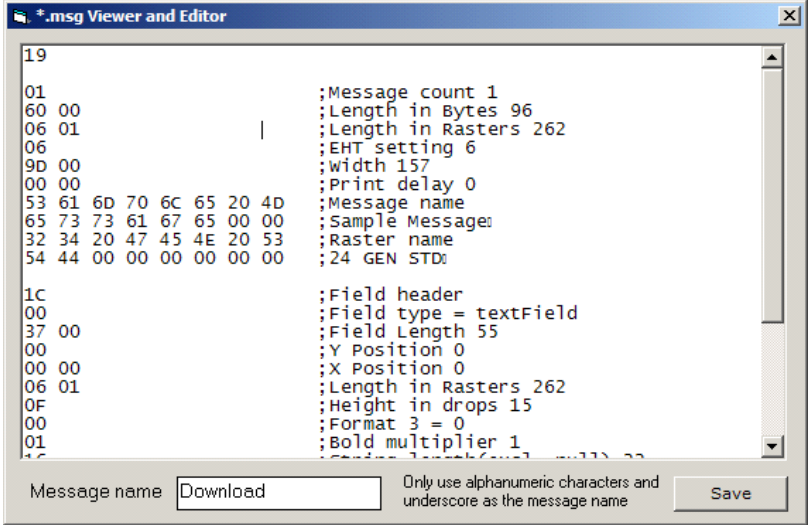 *.msg Viewer and Editor
19
01 ;Message count 1
60 00 ;Length in Bytes 96
06 01 ;Length in Rasters 262
06 ;EHT setting 6
9D 00 ;Width 157
00 00 ;Print delay 0
53 61 6D 70 6C 65 20 4D ;Message name
65 73 73 61 67 65 00 00 ;Sample Message
32 34 20 47 45 4E 20 53 ;Raster name
54 44 00 00 00 00 00 00 ;24 GEN STD
1C ;Field header
00 ;Field type = textField
37 00 ;Field Length 55
00 ;Y Position 0
00 00 ;X Position 0
06 01 ;Length in Rasters 262
0F ;Height in drops 15
00 ;Format 3 = 0
01 ;Bold multiplier 1
Message name Download Only use alphanumeric characters and
underscore as the message name Save